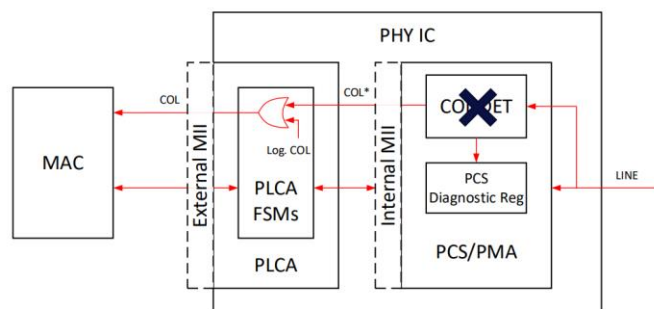 PHY IC
MAC
COL
External MII
Log. COL
PLCA
FSMs
PLCA
COL*
Internal MII
PCS
Diagnostic Reg
PCS/PMA
LINE